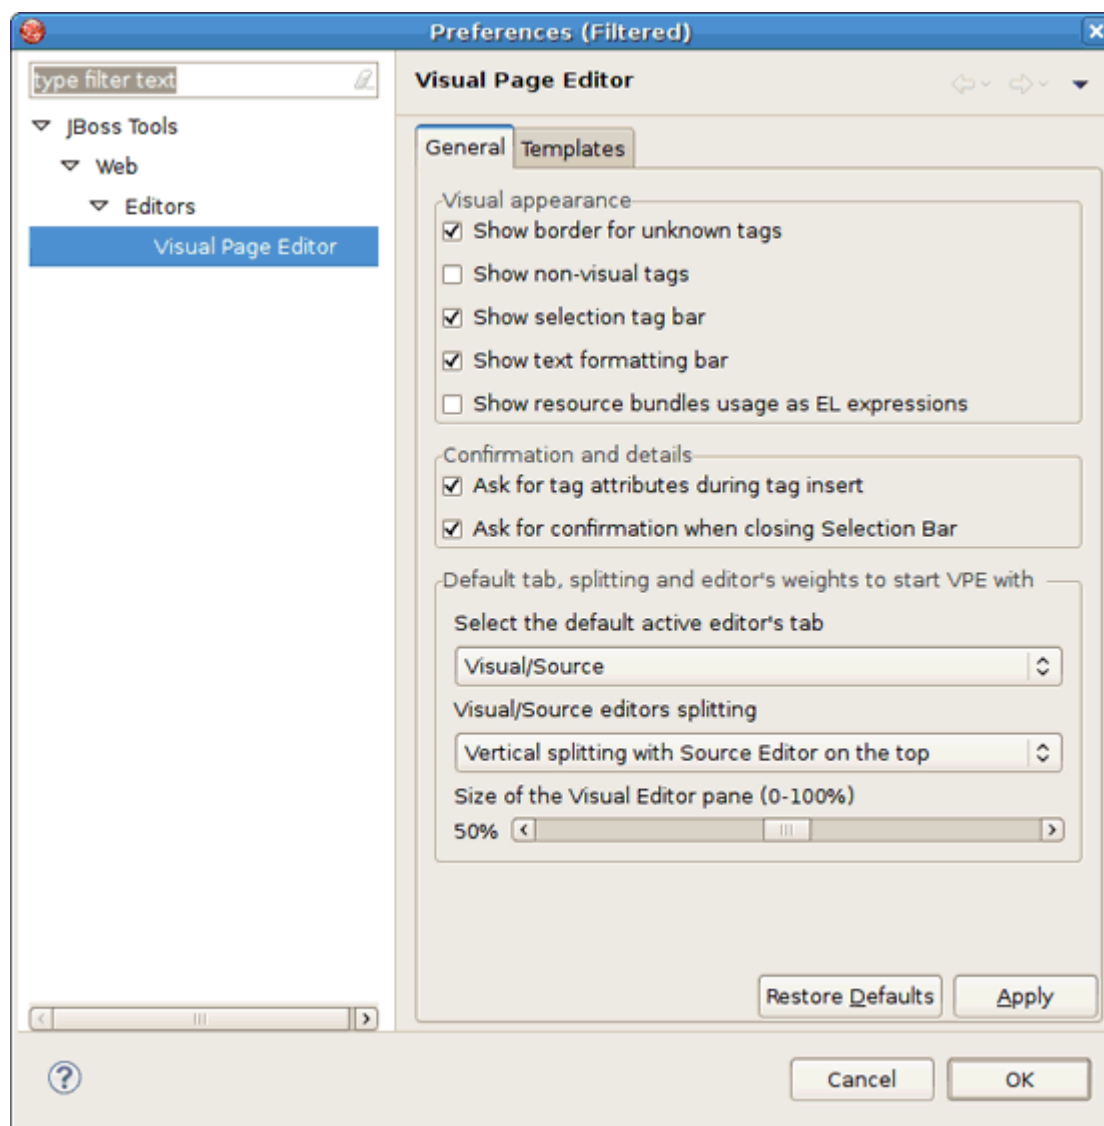 Preferences (Filtered)
type filter text
JBoss Tools
Web
Editors
Visual Page Editor
Visual Page Editor
General
Templates
Visual appearance
Show border for unknown tags
Show non-visual tags
Show selection tag bar
Show text formatting bar
Show resource bundles usage as EL expressions
Confirmation and details
Ask for tag attributes during tag insert
Ask for confirmation when closing Selection Bar
Default tab, splitting and editor's weights to start VPE with
Select the default active editor's tab
Visual/Source
Visual/Source editors splitting
Vertical splitting with Source Editor on the top
Size of the Visual Editor pane (0-100%)
50%
Restore Defaults
Apply
?
Cancel
OK